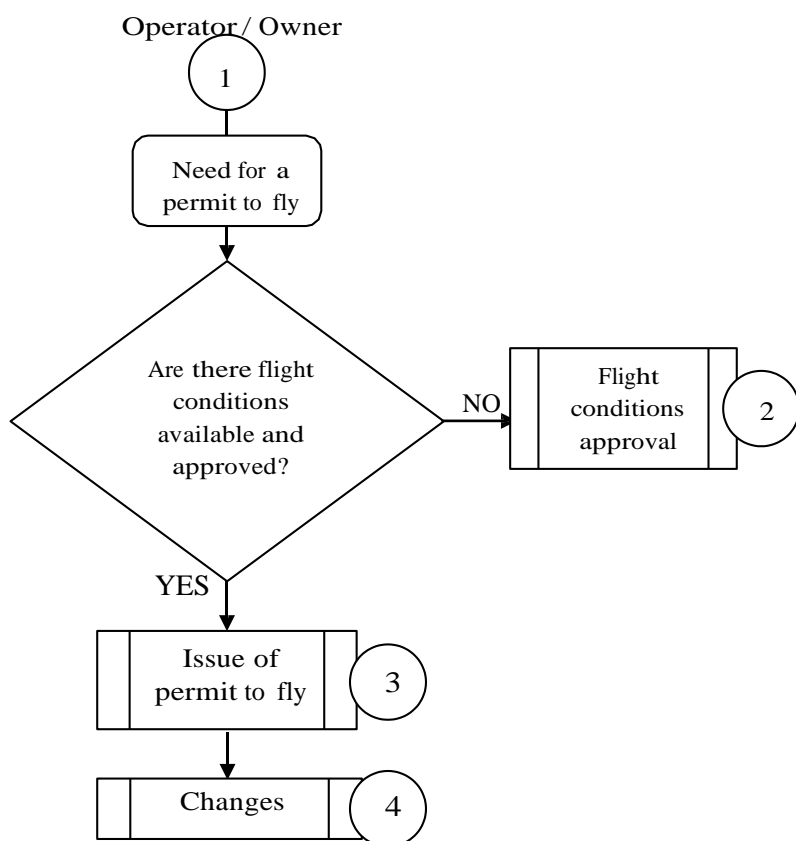 Operator / Owner
1
Need for a
permit to fly
Are there flight
conditions
available and
approved?
NO
Flight
conditions
approval
2
YES
Issue of
permit to fly
3
Changes
4